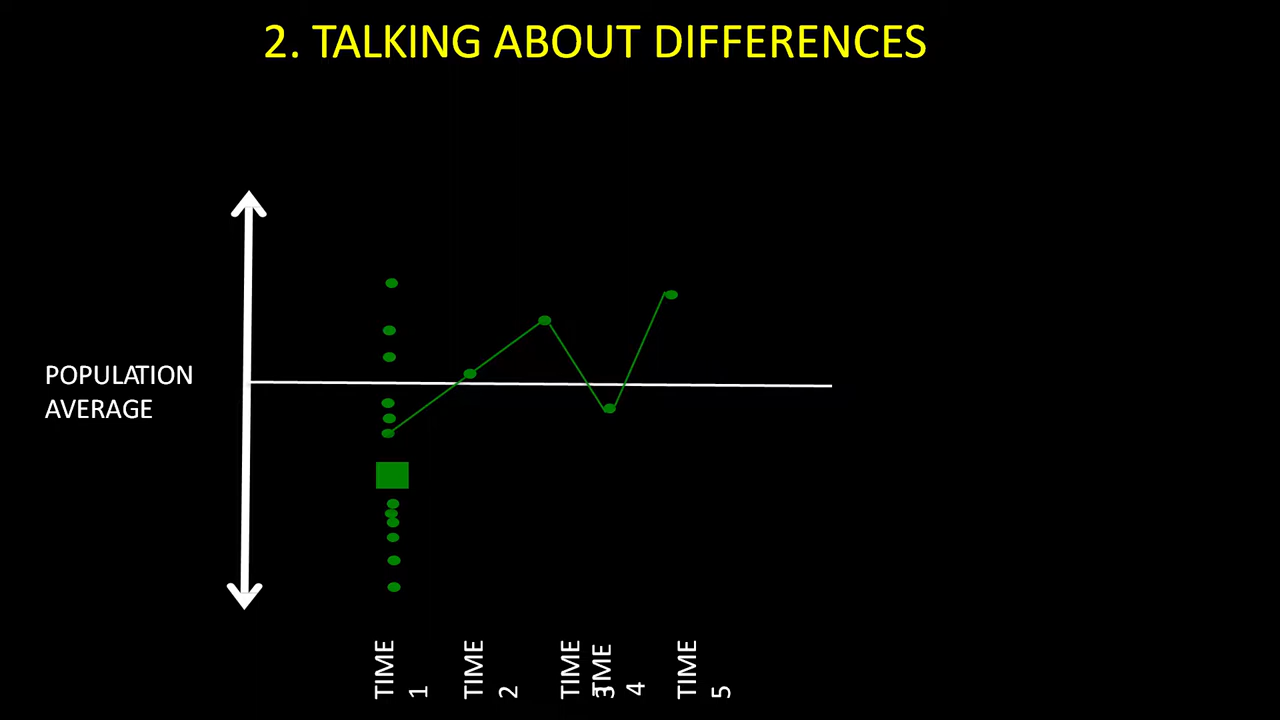 2. TALKING ABOUT DIFFERENCES
POPULATION
AVERAGE
TIME
1
TIME
2
TIME
3
TIME
4
TIME
5